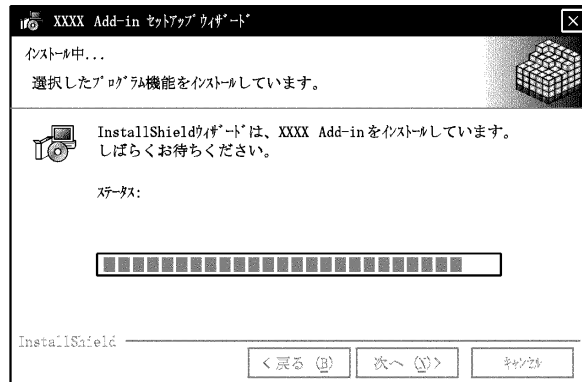 XXXX Add-in ｾｯﾄｱｯﾌﾟ ｳｨｻﾞｰﾄﾞ
ｲﾝｽﾄｰﾙ中...
選択したﾌﾟﾛｸﾞﾗﾑ機能をｲﾝｽﾄｰﾙしています。
InstallShieldｳｨｻﾞｰﾄﾞは、XXXX Add-inをｲﾝｽﾄｰﾙしています。
しばらくお待ちください。
ｽﾃｰﾀｽ:
InstallShield
<戻る (B) 次へ (N)> ｷｬﾝｾﾙ